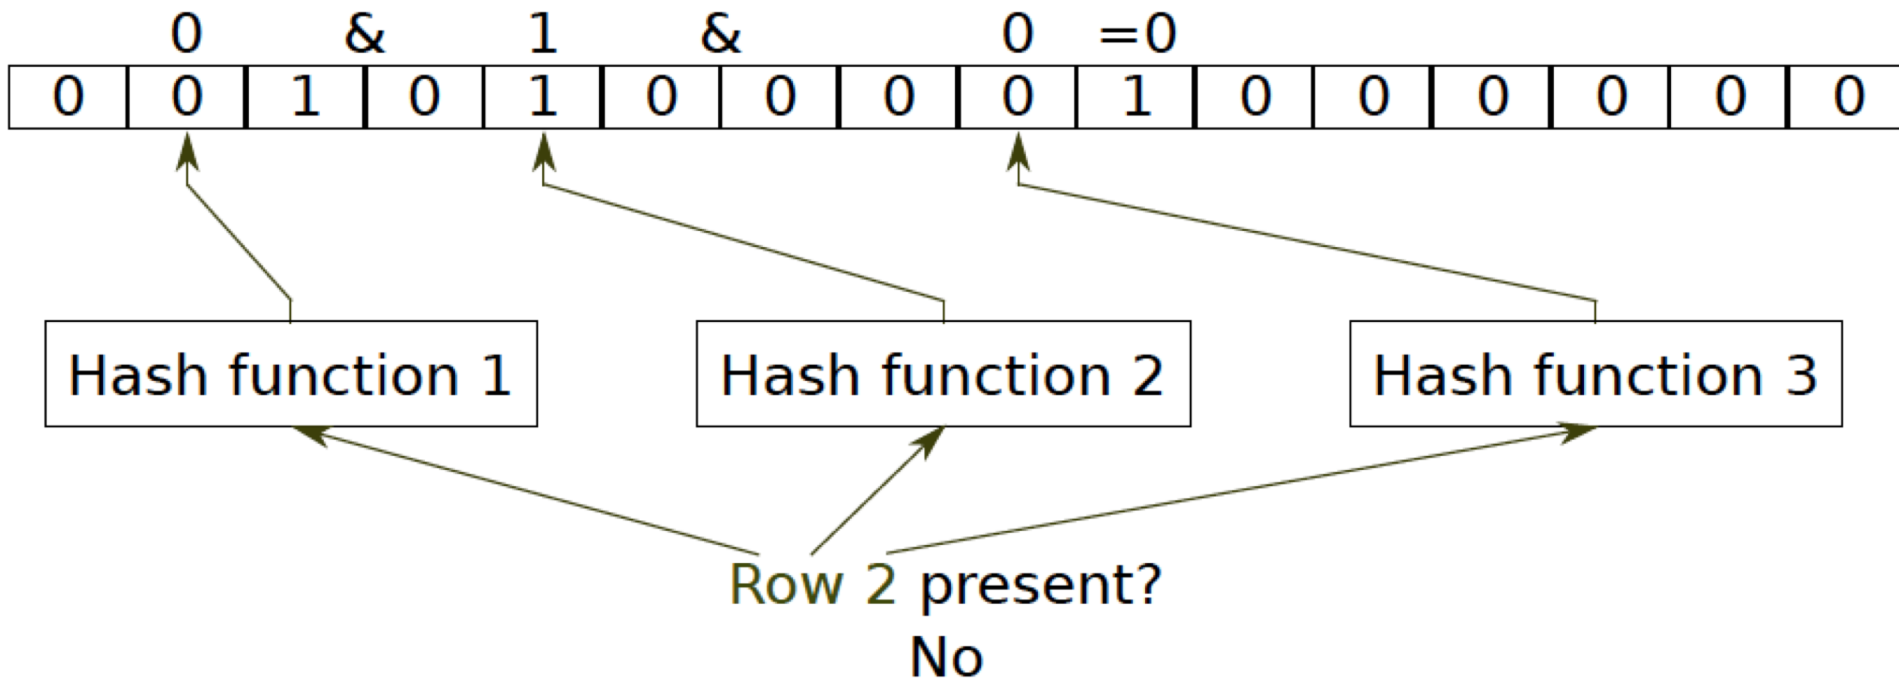 0 & 1 & 0 =0
0 0 1 0 1 0 0 0 0 1 0 0 0 0 0 0
Hash function 1 Hash function 2 Hash function 3
Row 2 present?
No